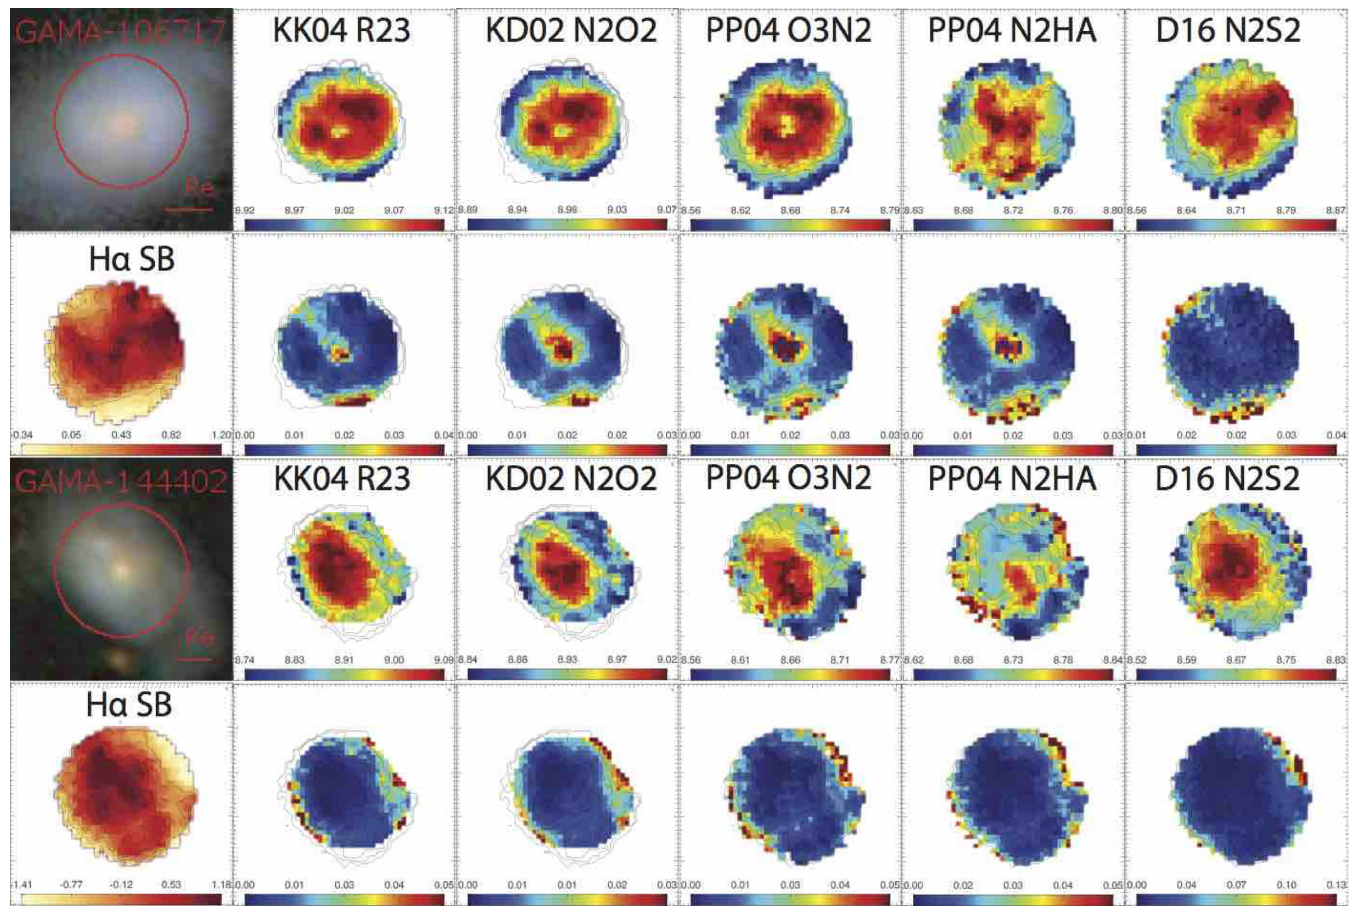 GAMA-106717 KK04 R23 KD02 N2O2 PP04 O3N2 PP04 N2HA D16 N2S2
Re
8.92 8.97 9.02 9.07 9.12 8.89 8.94 8.98 9.03 9.07 8.56 8.62 8.68 8.74 8.79 8.63 8.68 8.72 8.76 8.80 8.56 8.64 8.71 8.79 8.87
Hα SB
-0.34 0.05 0.43 0.82 1.20 0.00 0.01 0.02 0.03 0.04 0.00 0.01 0.02 0.03 0.03 0.00 0.01 0.02 0.03 0.03 0.01 0.01 0.02 0.03 0.03 0.01 0.02 0.02 0.03 0.04
GAMA-144402 KK04 R23 KD02 N2O2 PP04 O3N2 PP04 N2HA D16 N2S2
Re
8.74 8.83 8.91 9.00 9.09 8.84 8.88 8.93 8.97 9.02 8.56 8.61 8.66 8.71 8.77 8.62 8.68 8.73 8.78 8.84 8.52 8.59 8.67 8.75 8.83
Hα SB
-1.41 -0.77 -0.12 0.53 1.18 0.00 0.01 0.03 0.04 0.05 0.00 0.01 0.02 0.03 0.04 0.00 0.01 0.03 0.04 0.05 0.00 0.02 0.03 0.04 0.05 0.00 0.04 0.07 0.10 0.13